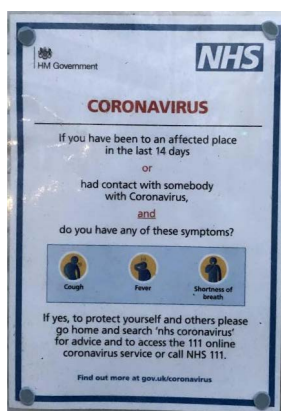 HM Government
NHS
CORONAVIRUS
If you have been to an affected place
in the last 14 days
or
had contact with somebody
with Coronavirus,
and
do you have any of these symptoms?
Cough
Fever
Shortness of
breath
If yes, to protect yourself and others please
go home and search 'nhs coronavirus'
for advice and to access the 111 online
coronavirus service or call NHS 111.
Find out more at gov.uk/coronavirus